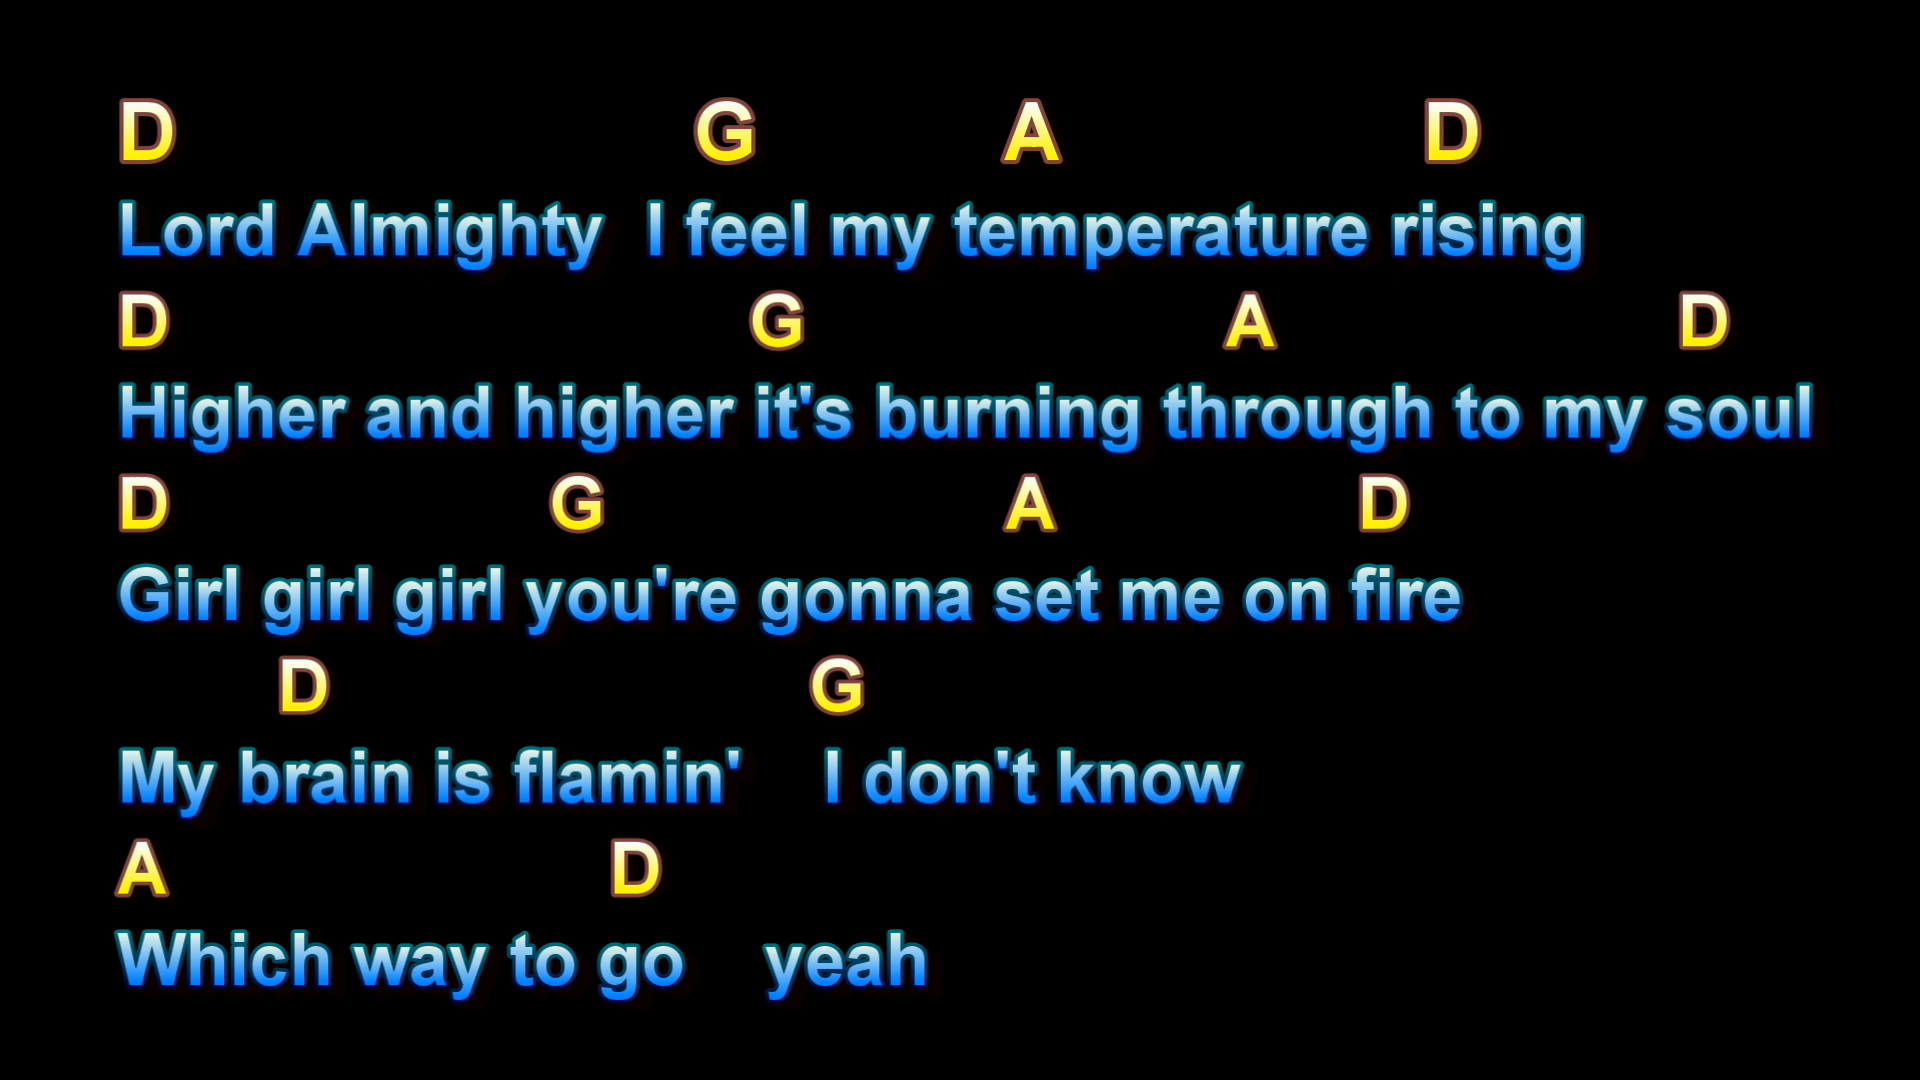 D G A D
Lord Almighty I feel my temperature rising
D G A D
Higher and higher it's burning through to my soul
D G A D
Girl girl girl you're gonna set me on fire
D G
My brain is flamin' I don't know
A D
Which way to go yeah